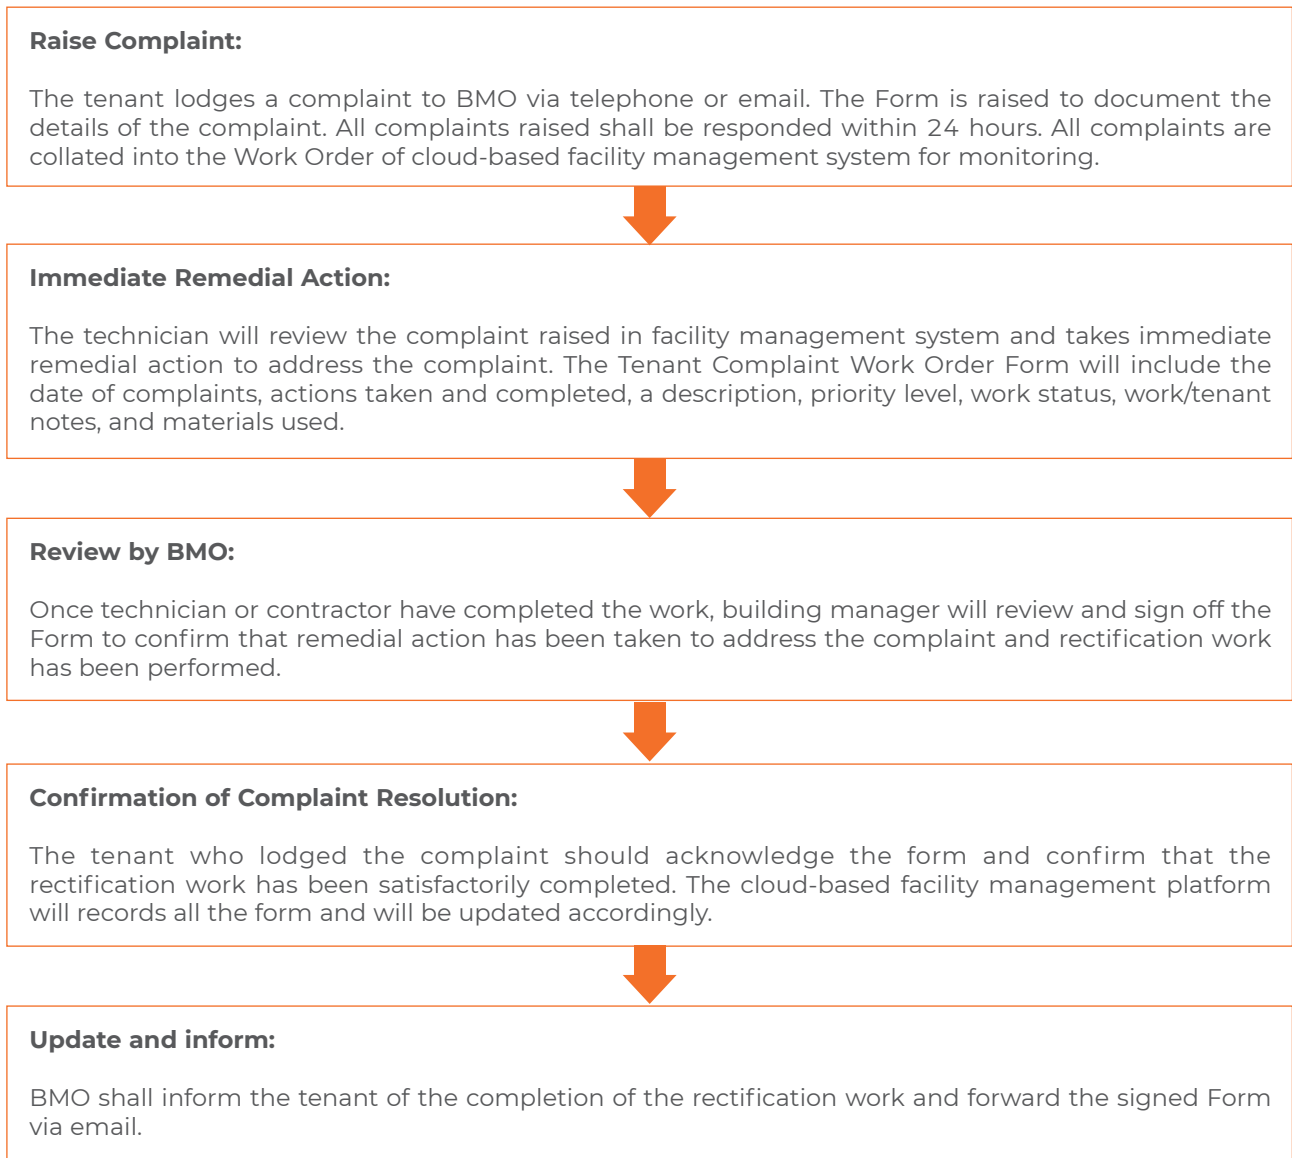 Raise Complaint:
The tenant lodges a complaint to BMO via telephone or email. The Form is raised to document the
details of the complaint. All complaints raised shall be responded within 24 hours. All complaints are
collated into the Work Order of cloud-based facility management system for monitoring.
Immediate Remedial Action:
The technician will review the complaint raised in facility management system and takes immediate
remedial action to address the complaint. The Tenant Complaint Work Order Form will include the
date of complaints, actions taken and completed, a description, priority level, work status, work/tenant
notes, and materials used.
Review by BMO:
Once technician or contractor have completed the work, building manager will review and sign off the
Form to confirm that remedial action has been taken to address the complaint and rectification work
has been performed.
Confirmation of Complaint Resolution:
The tenant who lodged the complaint should acknowledge the form and confirm that the
rectification work has been satisfactorily completed. The cloud-based facility management platform
will records all the form and will be updated accordingly.
Update and inform:
BMO shall inform the tenant of the completion of the rectification work and forward the signed Form
via email.